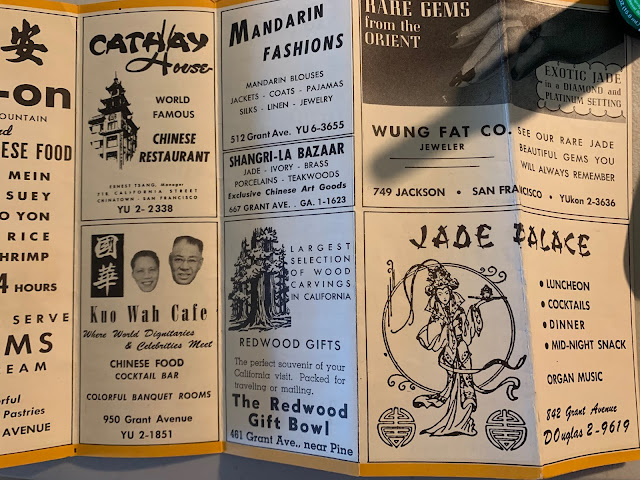 安
-on
OUNTAIN
d
ESE FOOD
MEIN
SUEY
O YON
RICE
HRIMP
4 HOURS
SERVE
MS
EAM
rful
Pastries
AVENUE
CATHAY
House
WORLD
FAMOUS
CHINESE
RESTAURANT
ERNEST TSANG, Manager
718 CALIFORNIA STREET
CHINATOWN - SAN FRANCISCO
YU 2-2338
國華
Kuo Wah Cafe
Where World Dignitaries
& Celebrities Meet
CHINESE FOOD
COCKTAIL BAR
COLORFUL BANQUET ROOMS
950 Grant Avenue
YU 2-1851
MANDARIN
FASHIONS
MANDARIN BLOUSES
JACKETS - COATS - PAJAMAS
SILKS - LINEN - JEWELRY
512 Grant Ave. YU 6-3655
SHANGRI-LA BAZAAR
JADE - IVORY - BRASS
PORCELAINS - TEAKWOODS
Exclusive Chinese Art Goods
667 GRANT AVE. - GA. 1-1623
LARGEST
SELECTION
OF WOOD
CARVINGS
IN CALIFORNIA
REDWOOD GIFTS
The perfect souvenir of your
California visit. Packed for
traveling or mailing.
The Redwood
Gift Bowl
461 Grant Ave., near Pine
RARE GEMS
from the
ORIENT
EXOTIC JADE
in a DIAMOND and
PLATINUM SETTING
WUNG FAT CO.
JEWELER
SEE OUR RARE JADE
BEAUTIFUL GEMS YOU
WILL ALWAYS REMEMBER
749 JACKSON • SAN FRANCISCO • YUkon 2-3636
JADE PALACE
• LUNCHEON
• COCKTAILS
• DINNER
• MID-NIGHT SNACK
ORGAN MUSIC
842 Grant Avenue
DOuglas 2-9619